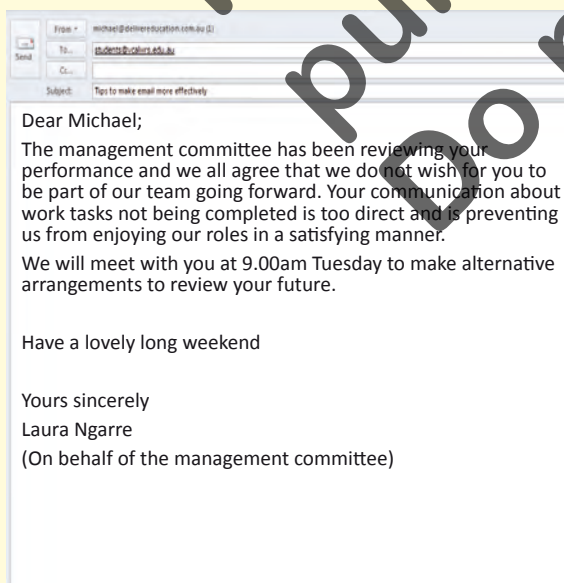 From
michael@delivereducation.com.au (1)
Send
To...
students@vcalvrs.edu.au
Cc...
Subject:
Tips to make email more effectively
Dear Michael;
The management committee has been reviewing your
performance and we all agree that we do not wish for you to
be part of our team going forward. Your communication about
work tasks not being completed is too direct and is preventing
us from enjoying our roles in a satisfying manner.
We will meet with you at 9.00am Tuesday to make alternative
arrangements to review your future.
Have a lovely long weekend
Yours sincerely
Laura Ngarre
(On behalf of the management committee)
Do